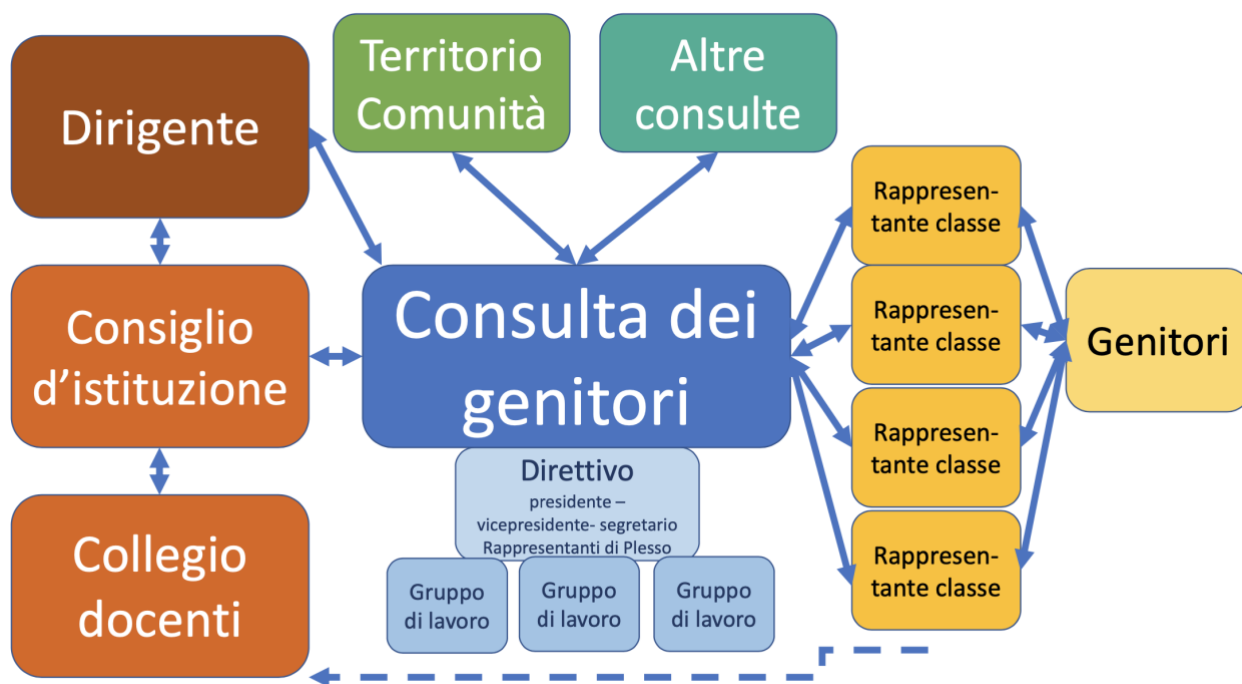 Dirigente
Territorio
Comunità
Altre
consulte
Consiglio
d'istituzione
Collegio
docenti
Consulta dei
genitori
Direttivo
presidente –
vicepresidente- segretario
Rappresentanti di Plesso
Gruppo
di lavoro
Gruppo
di lavoro
Gruppo
di lavoro
Rappresen-
tante classe
Rappresen-
tante classe
Rappresen-
tante classe
Rappresen-
tante classe
Genitori